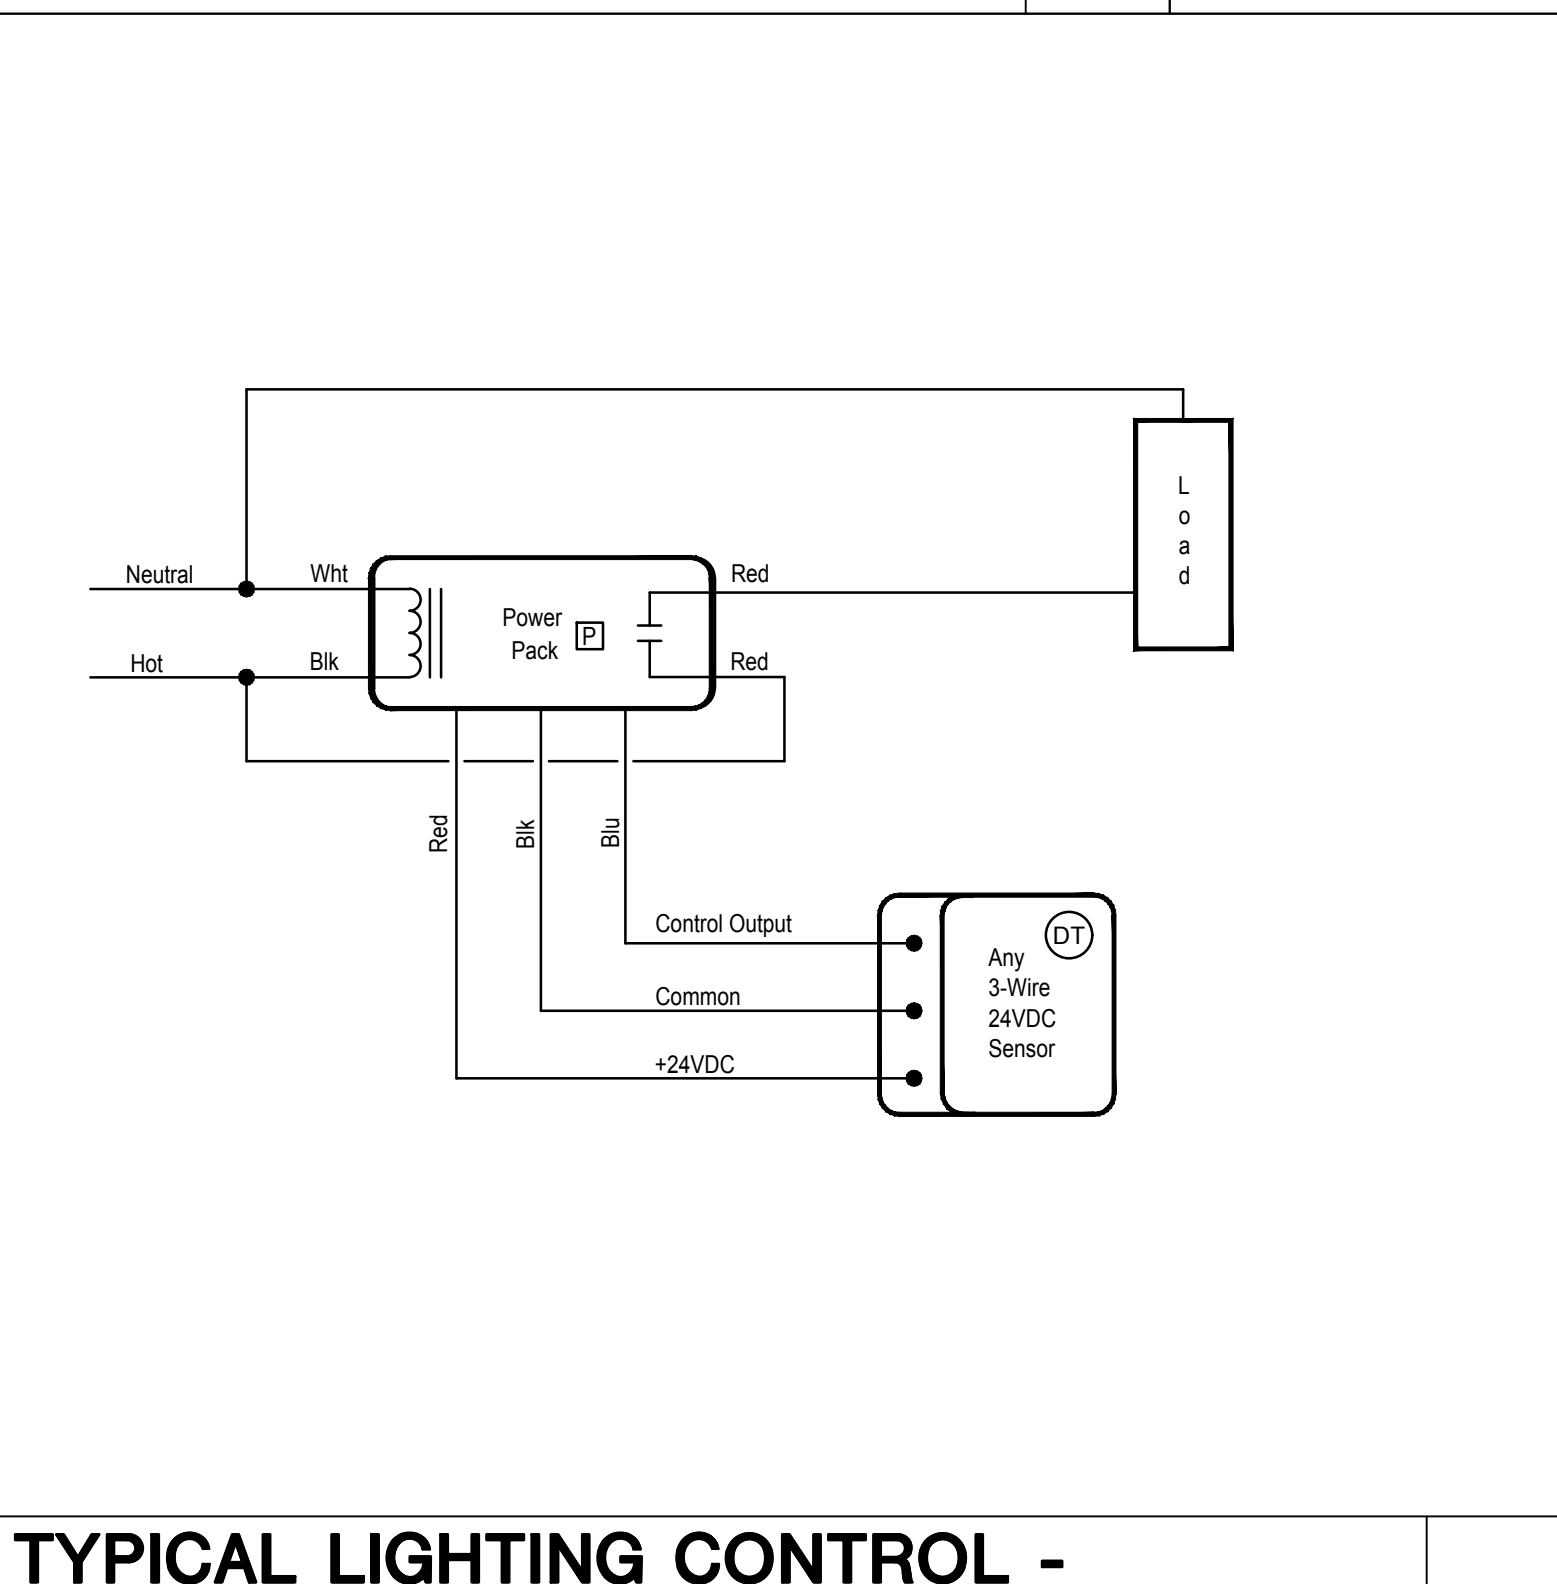 Load
Neutral
Wht
Red
Power
Pack
P
Hot
Blk
Red
Red
Blk
Blu
Control Output
DT
Any
3-Wire
24VDC
Sensor
Common
+24VDC
TYPICAL LIGHTING CONTROL -